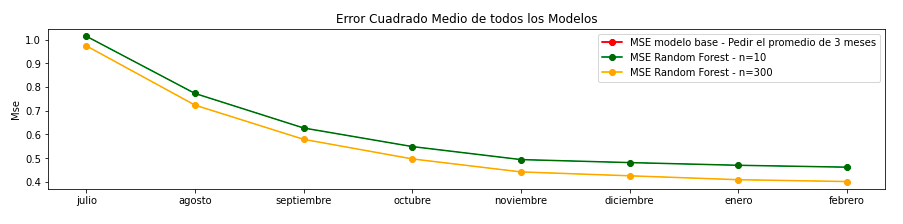 Error Cuadrado Medio de todos los Modelos
MSE modelo base - Pedir el promedio de 3 meses
MSE Random Forest - n=10
MSE Random Forest - n=300
Mse
1.0
0.9
0.8
0.7
0.6
0.5
0.4
julio agosto septiembre octubre noviembre diciembre enero febrero